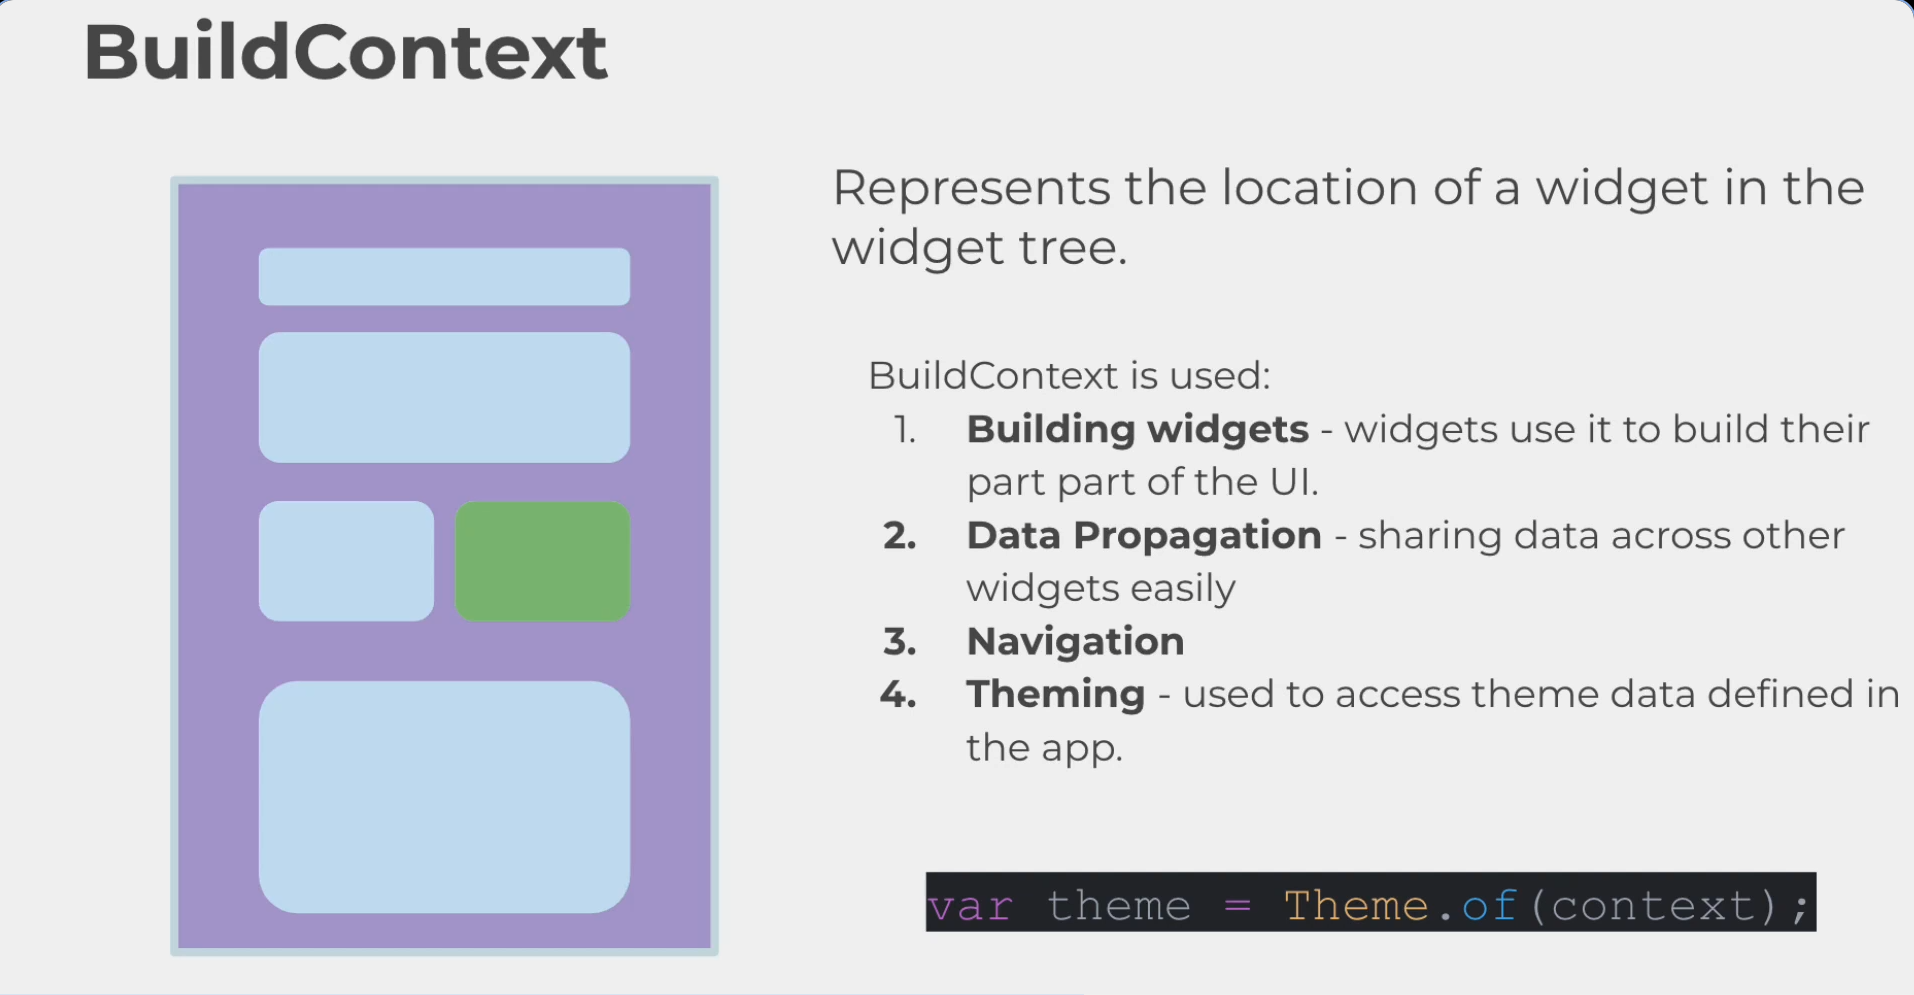 BuildContext
Represents the location of a widget in the
widget tree.
BuildContext is used:
1. Building widgets - widgets use it to build their
part part of the UI.
2. Data Propagation - sharing data across other
widgets easily
3. Navigation
4. Theming - used to access theme data defined in
the app.
var theme = Theme.of(context);